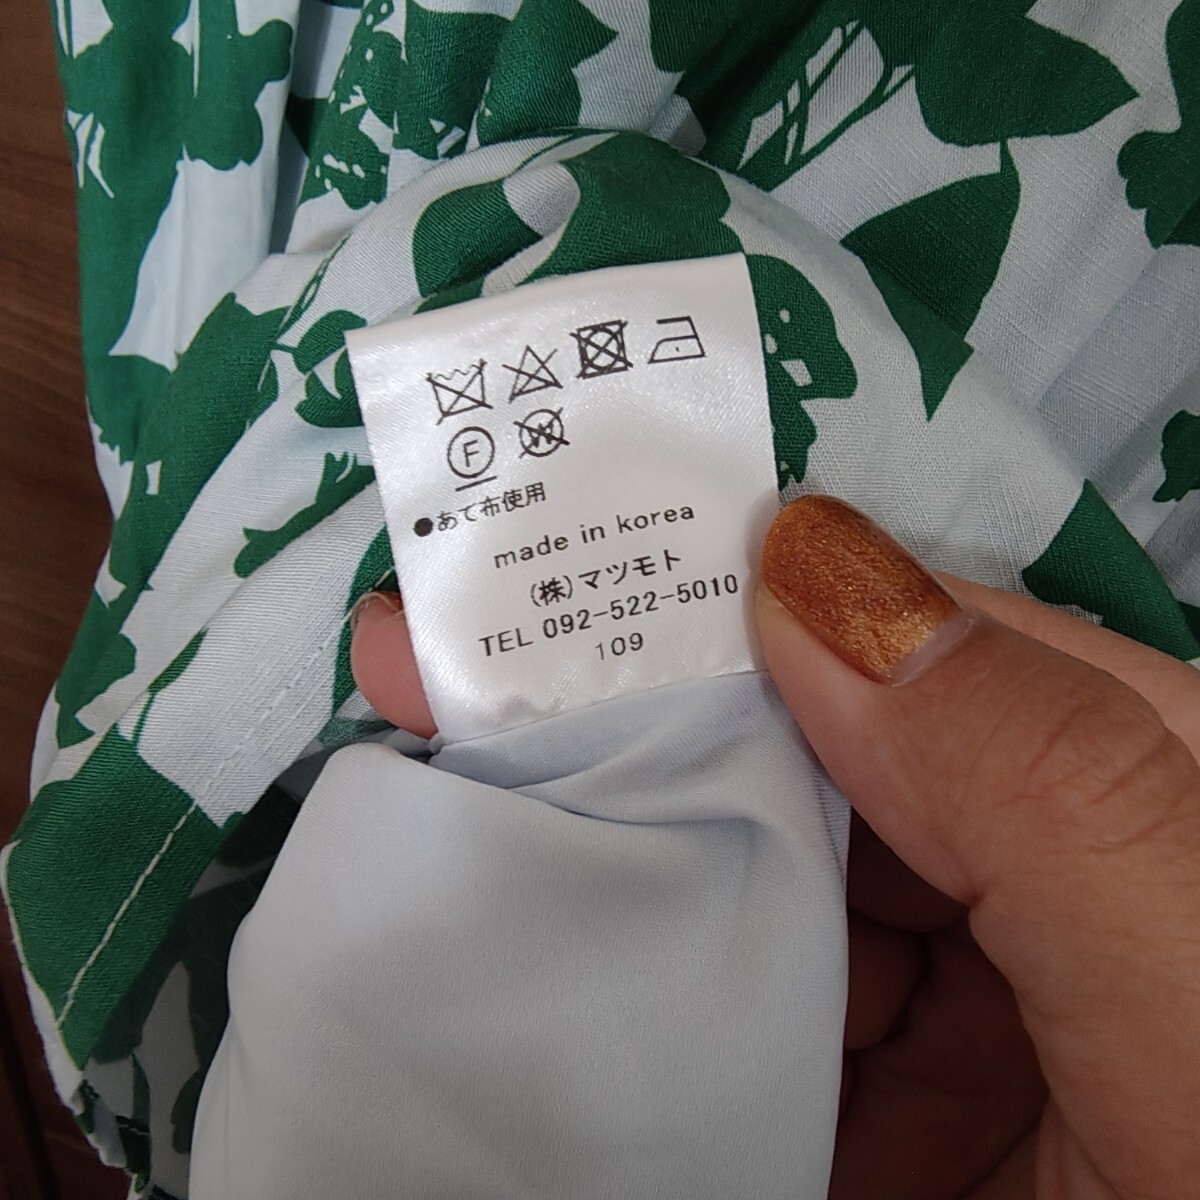 F W
●あて布使用
made in korea
(株)マツモト
TEL 092-522-5010
109